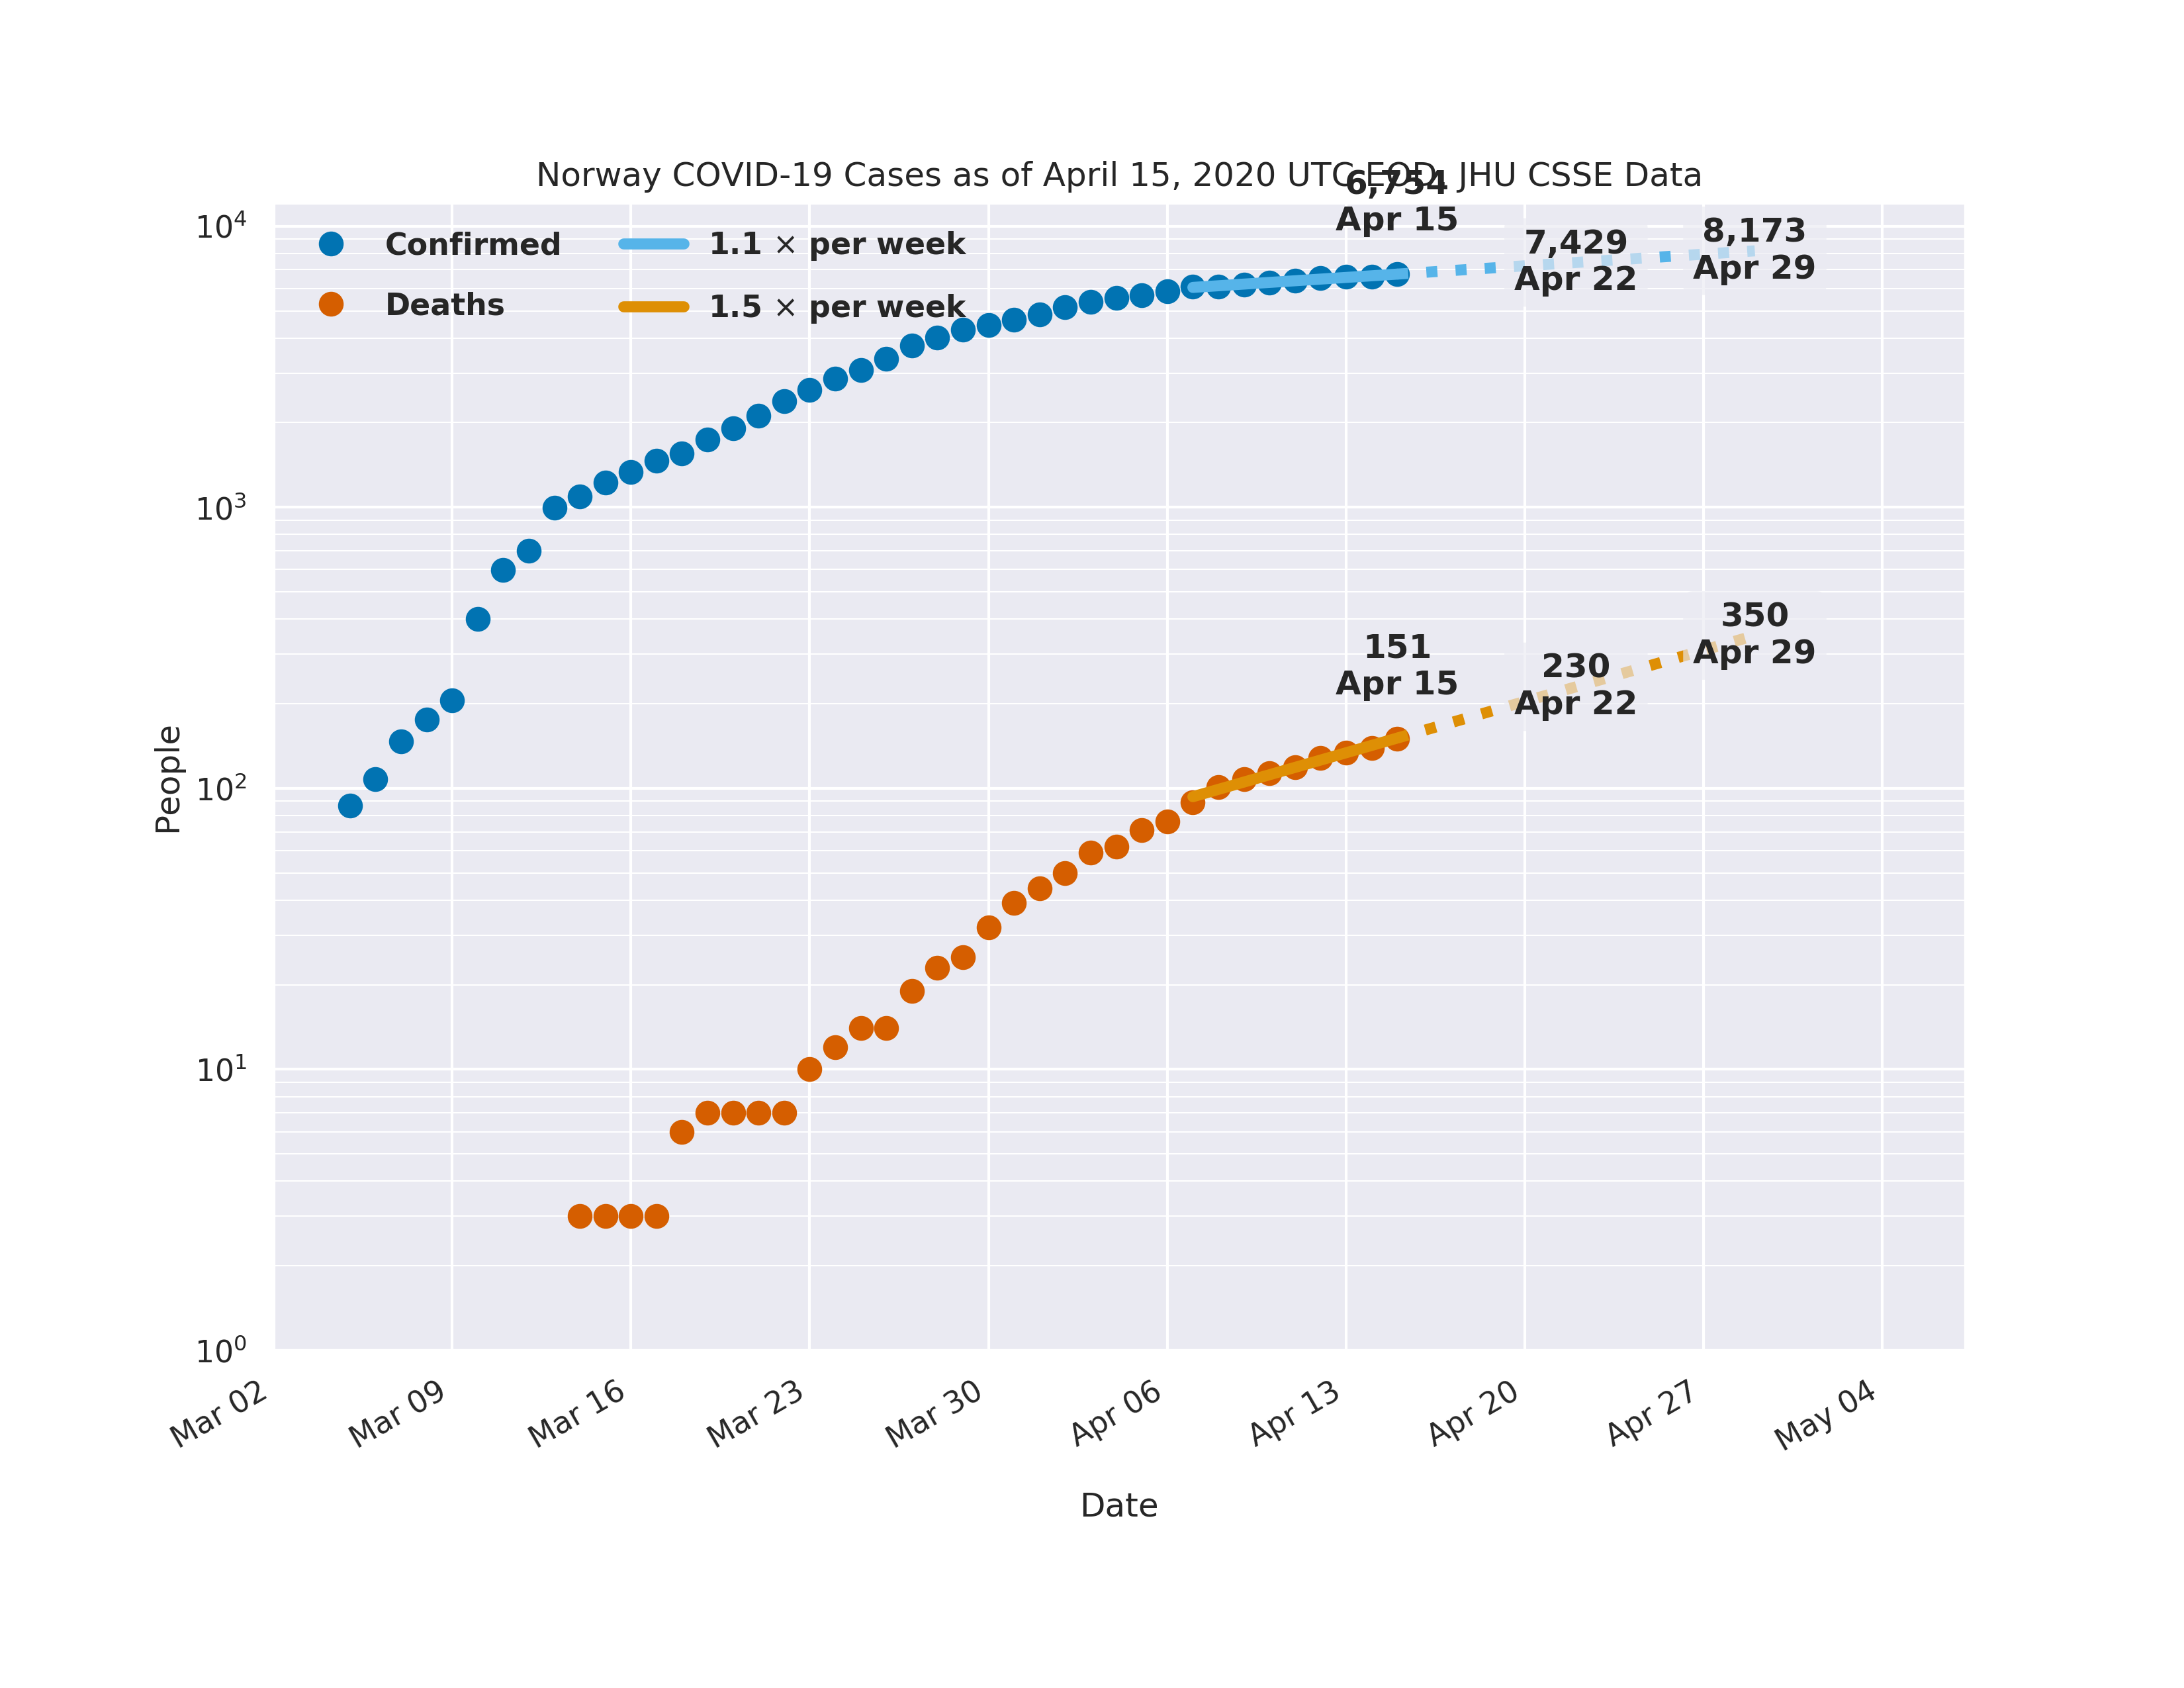 Norway COVID-19 Cases as of April 15, 2020 UTC EOD, JHU CSSE Data
6,754
Apr 15
7,429
Apr 22
8,173
Apr 29
Confirmed
Deaths
1.1 × per week
1.5 × per week
350
Apr 29
151
Apr 15
230
Apr 22
People
10⁴
10³
10²
10¹
10⁰
Mar 02
Mar 09
Mar 16
Mar 23
Mar 30
Apr 06
Apr 13
Apr 20
Apr 27
May 04
Date